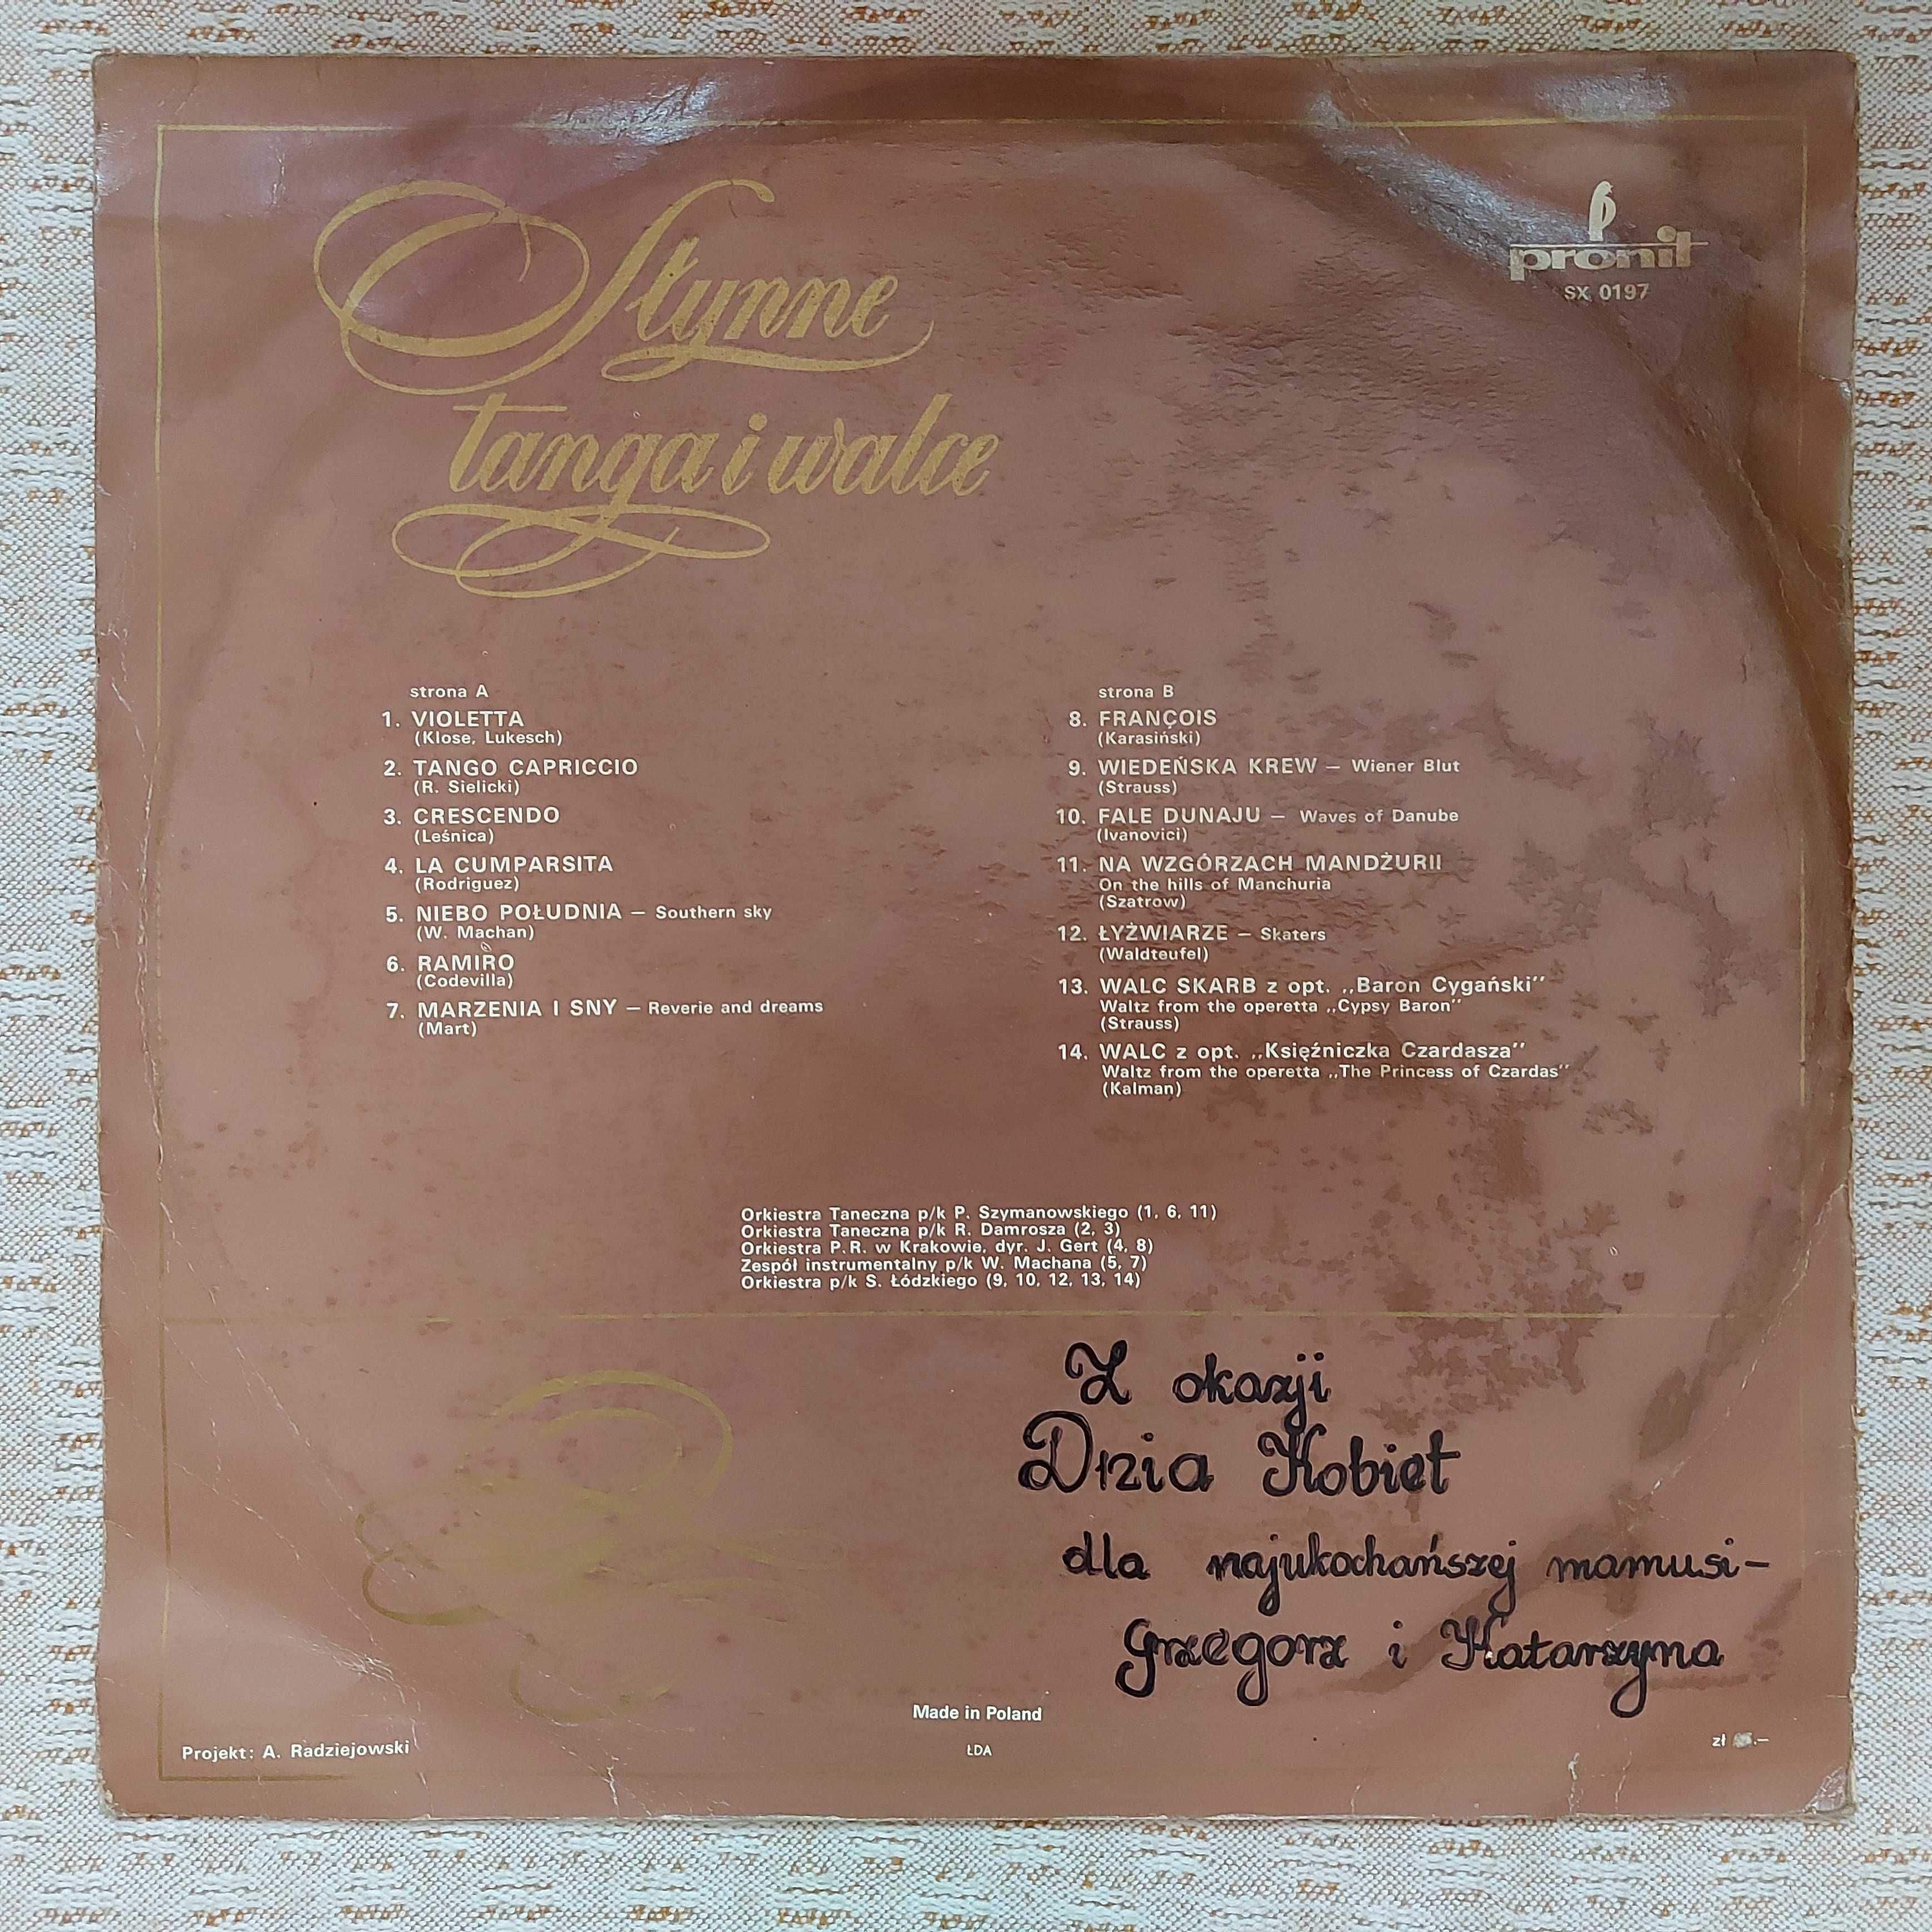 Słynne
tanga i walce
pronit
SX 0197
strona A
1. VIOLETTA
(Klose, Lukesch)
2. TANGO CAPRICCIO
(R. Sielicki)
3. CRESCENDO
(Leśnica)
4. LA CUMPARSITA
(Rodriguez)
5. NIEBO POŁUDNIA — Southern sky
(W. Machan)
6. RAMIRO
(Codevilla)
7. MARZENIA I SNY — Reverie and dreams
(Mart)
strona B
8. FRANÇOIS
(Karasiński)
9. WIEDEŃSKA KREW — Wiener Blut
(Strauss)
10. FALE DUNAJU — Waves of Danube
(Ivanovici)
11. NA WZGÓRZACH MANDŻURII
On the hills of Manchuria
(Szatrow)
12. ŁYŻWIARZE — Skaters
(Waldteufel)
13. WALC SKARB z opt. „Baron Cygański”
Waltz from the operetta „Cypsy Baron”
(Strauss)
14. WALC z opt. „Księźniczka Czardasza”
Waltz from the operetta „The Princess of Czardas”
(Kalman)
Orkiestra Taneczna p/k P. Szymanowskiego (1, 6, 11)
Orkiestra Taneczna p/k R. Damrosza (2, 3)
Orkiestra P.R. w Krakowie, dyr. J. Gert (4, 8)
Zespół instrumentalny p/k W. Machana (5, 7)
Orkiestra p/k S. Łódzkiego (9, 10, 12, 13, 14)
Z okazji
Dnia Kobiet
dla najukochańszej mamusi—
Grzegorz i Katarzyna
Made in Poland
Projekt: A. Radziejowski
ŁDA
zł .—